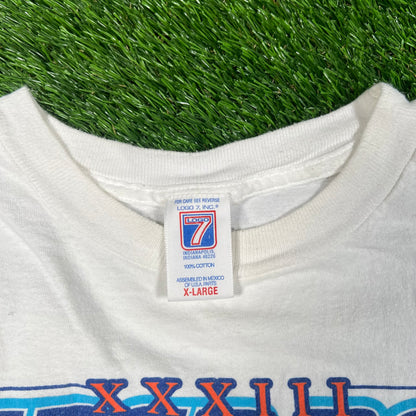 FOR CARE SEE REVERSE
LOGO 7, INC.®
LOGO
7
INDIANAPOLIS,
INDIANA 46226
100% COTTON
ASSEMBLED IN MEXICO
OF U.S.A. PARTS
X-LARGE
XXXIII